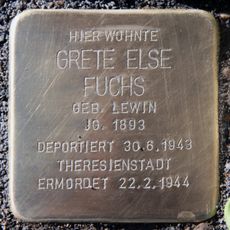 HIER WOHNTE
GRETE ELSE
FUCHS
GEB. LEWIN
JG. 1893
DEPORTIERT 30.6.1943
THERESIENSTADT
ERMORDET 22.2.1944